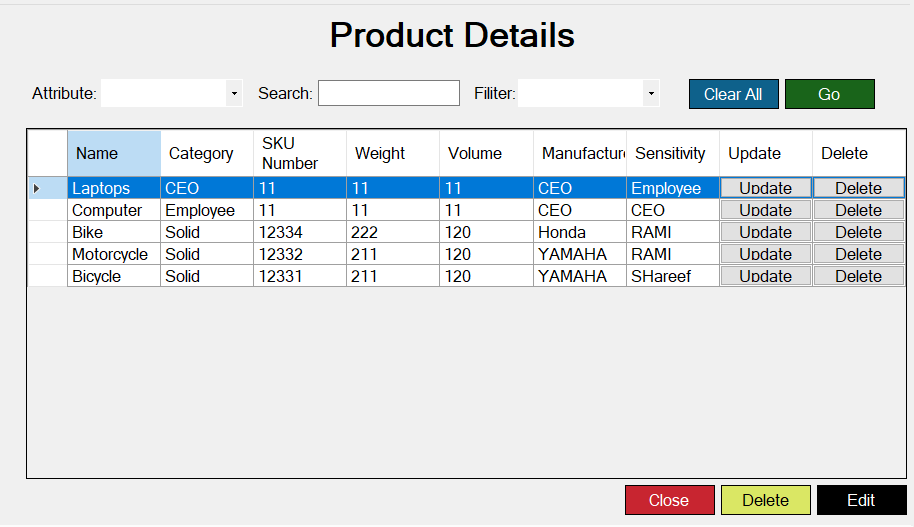 Product Details
Attribute: Search: Filiter: Clear All Go
Name Category SKU Number Weight Volume Manufacture Sensitivity Update Delete
Laptops CEO 11 11 11 CEO Employee Update Delete
Computer Employee 11 11 11 CEO CEO Update Delete
Bike Solid 12334 222 120 Honda RAMI Update Delete
Motorcycle Solid 12332 211 120 YAMAHA RAMI Update Delete
Bicycle Solid 12331 211 120 YAMAHA SHareef Update Delete
Close Delete Edit